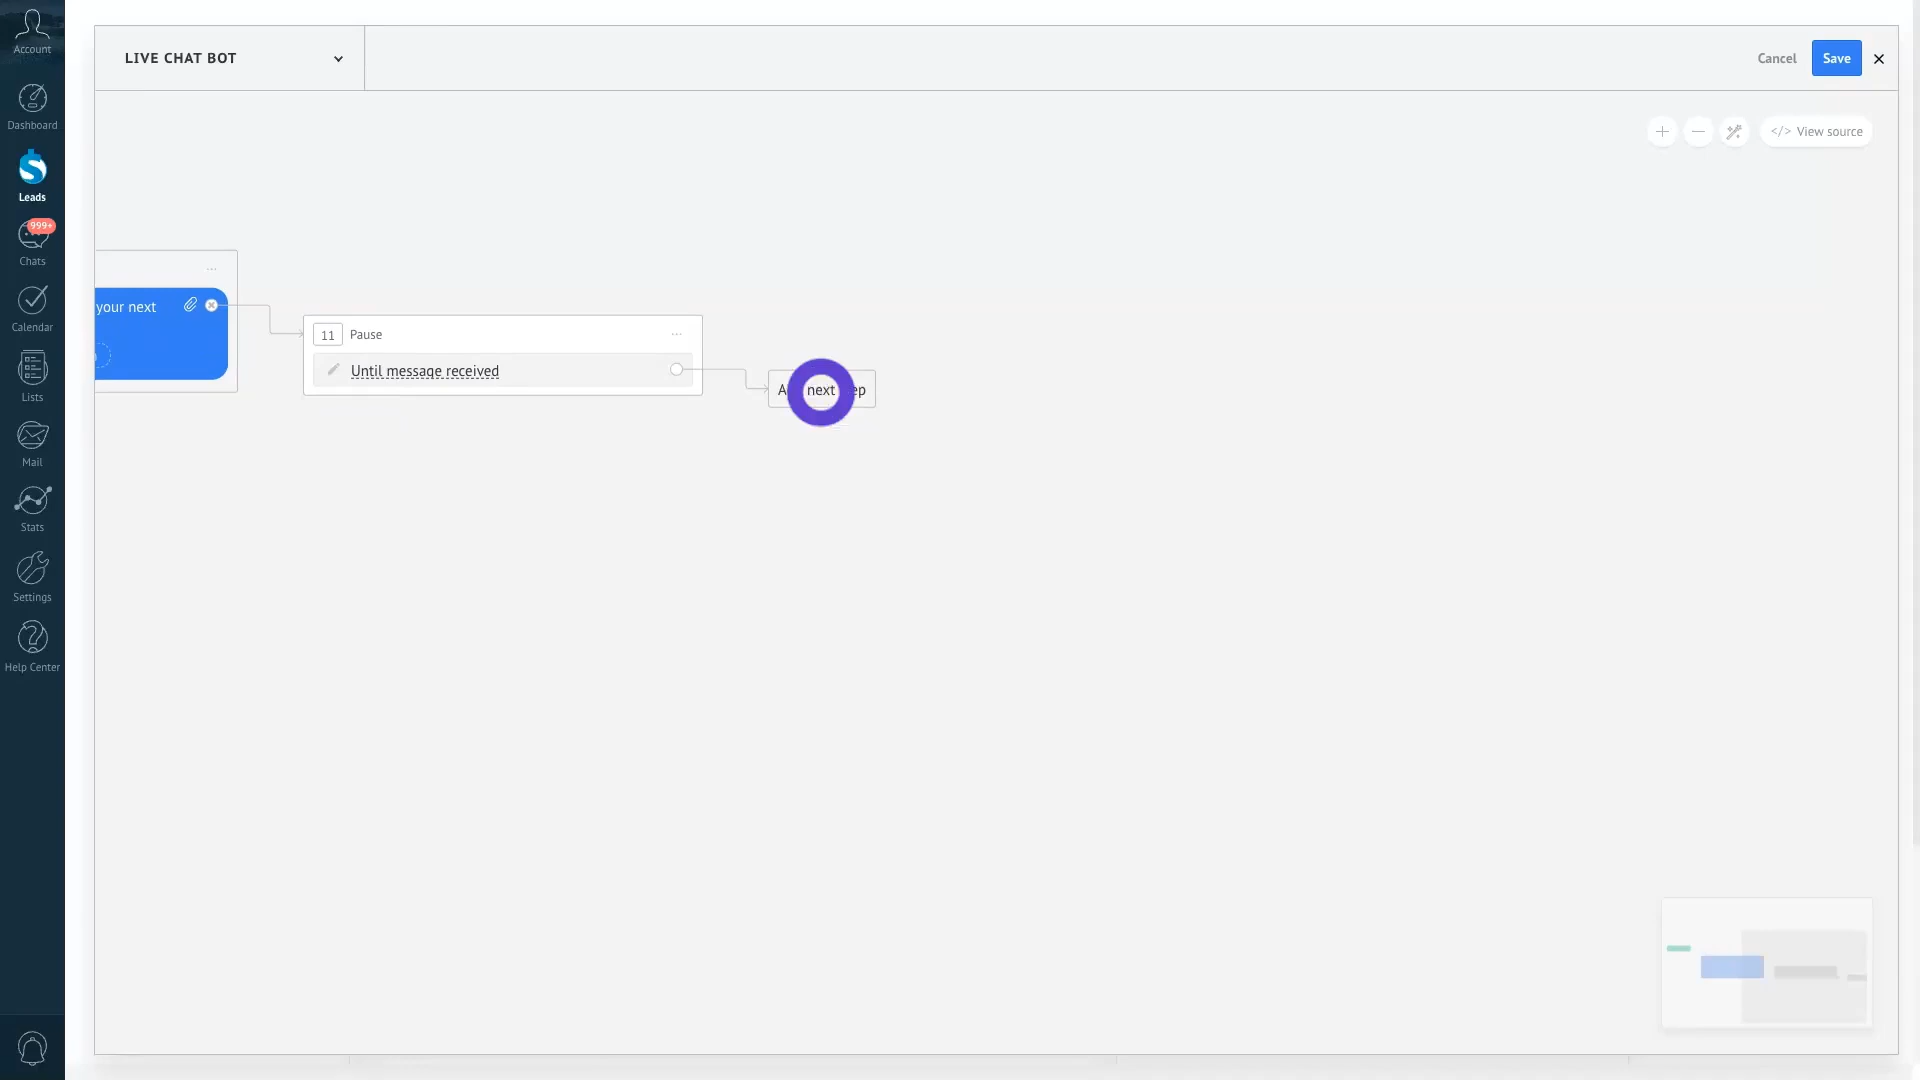 Account
Dashboard
Leads
999+
Chats
Calendar
Lists
Mail
Stats
Settings
Help Center
LIVE CHAT BOT
Cancel
Save
</> View source
your next
11 Pause
Until message received
next